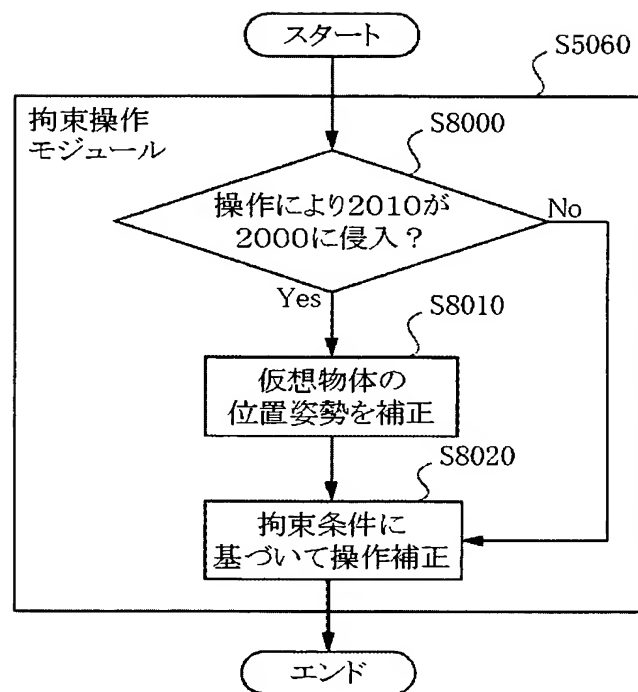 スタート
S5060
拘束操作
モジュール
S8000
操作により2010が
2000に侵入？
No
Yes
S8010
仮想物体の
位置姿勢を補正
S8020
拘束条件に
基づいて操作補正
エンド